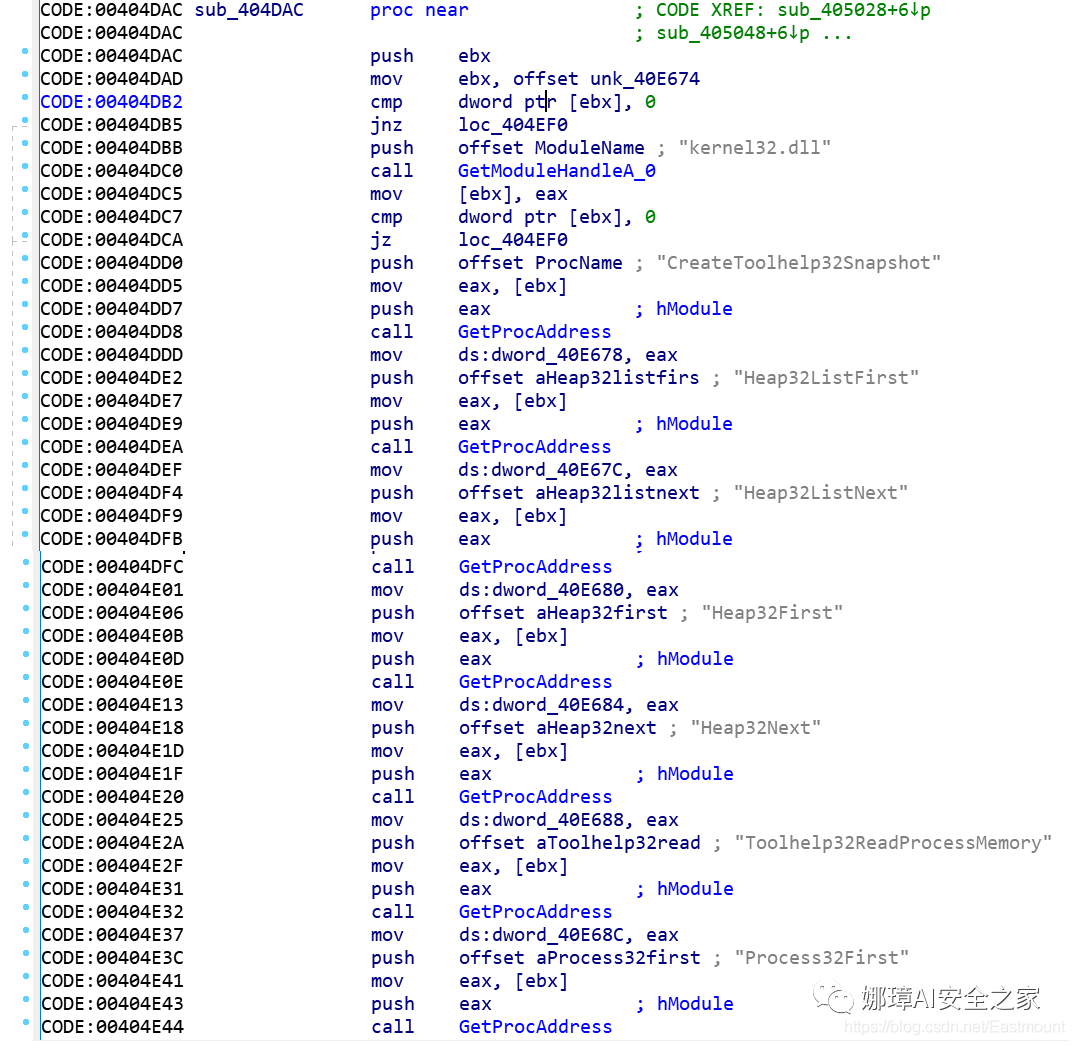 CODE:00404DAC sub_404DAC proc near ; CODE XREF: sub_405028+6↓p
CODE:00404DAC ; sub_405048+6↓p ...
CODE:00404DAC push ebx
CODE:00404DAD mov ebx, offset unk_40E674
CODE:00404DB2 cmp dword ptr [ebx], 0
CODE:00404DB5 jnz loc_404EF0
CODE:00404DBB push offset ModuleName ; "kernel32.dll"
CODE:00404DC0 call GetModuleHandleA_0
CODE:00404DC5 mov [ebx], eax
CODE:00404DC7 cmp dword ptr [ebx], 0
CODE:00404DCA jz loc_404EF0
CODE:00404DD0 push offset ProcName ; "CreateToolhelp32Snapshot"
CODE:00404DD5 mov eax, [ebx]
CODE:00404DD7 push eax ; hModule
CODE:00404DD8 call GetProcAddress
CODE:00404DDD mov ds:dword_40E678, eax
CODE:00404DE2 push offset aHeap32listfirs ; "Heap32ListFirst"
CODE:00404DE7 mov eax, [ebx]
CODE:00404DE9 push eax ; hModule
CODE:00404DEA call GetProcAddress
CODE:00404DEF mov ds:dword_40E67C, eax
CODE:00404DF4 push offset aHeap32listnext ; "Heap32ListNext"
CODE:00404DF9 mov eax, [ebx]
CODE:00404DFB push eax ; hModule
CODE:00404DFC call GetProcAddress
CODE:00404E01 mov ds:dword_40E680, eax
CODE:00404E06 push offset aHeap32first ; "Heap32First"
CODE:00404E0B mov eax, [ebx]
CODE:00404E0D push eax ; hModule
CODE:00404E0E call GetProcAddress
CODE:00404E13 mov ds:dword_40E684, eax
CODE:00404E18 push offset aHeap32next ; "Heap32Next"
CODE:00404E1D mov eax, [ebx]
CODE:00404E1F push eax ; hModule
CODE:00404E20 call GetProcAddress
CODE:00404E25 mov ds:dword_40E688, eax
CODE:00404E2A push offset aToolhelp32read ; "Toolhelp32ReadProcessMemory"
CODE:00404E2F mov eax, [ebx]
CODE:00404E31 push eax ; hModule
CODE:00404E32 call GetProcAddress
CODE:00404E37 mov ds:dword_40E68C, eax
CODE:00404E3C push offset aProcess32first ; "Process32First"
CODE:00404E41 mov eax, [ebx]
CODE:00404E43 push eax ; hModule
CODE:00404E44 call GetProcAddress
娜璋AI安全之家
https://blog.csdn.net/Eastmount